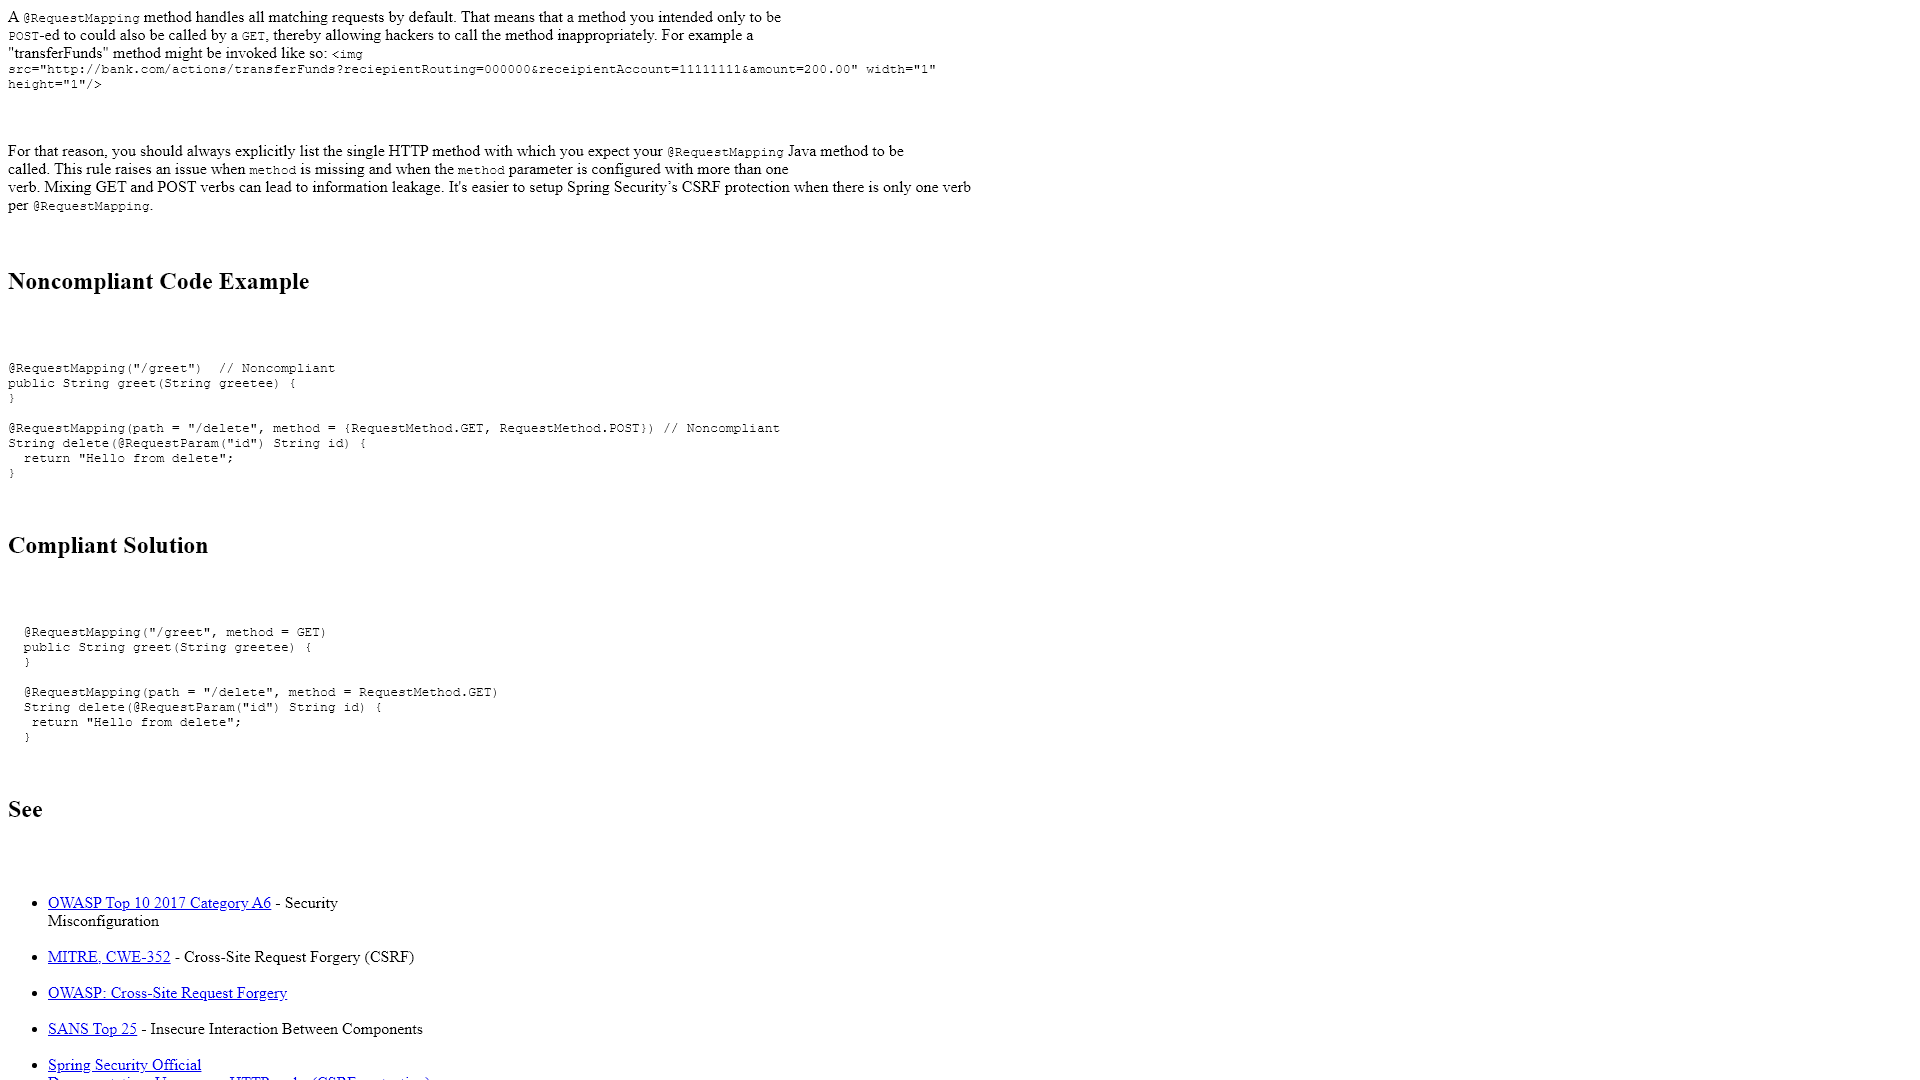 A @RequestMapping method handles all matching requests by default. That means that a method you intended only to be
POST-ed to could also be called by a GET, thereby allowing hackers to call the method inappropriately. For example a
"transferFunds" method might be invoked like so: <img
src="http://bank.com/actions/transferFunds?reciepientRouting=000000&receipientAccount=11111111&amount=200.00" width="1"
height="1"/>
For that reason, you should always explicitly list the single HTTP method with which you expect your @RequestMapping Java method to be
called. This rule raises an issue when method is missing and when the method parameter is configured with more than one
verb. Mixing GET and POST verbs can lead to information leakage. It's easier to setup Spring Security’s CSRF protection when there is only one verb
per @RequestMapping.
Noncompliant Code Example
@RequestMapping("/greet")  // Noncompliant
public String greet(String greetee) {
}
@RequestMapping(path = "/delete", method = {RequestMethod.GET, RequestMethod.POST}) // Noncompliant
String delete(@RequestParam("id") String id) {
  return "Hello from delete";
}
Compliant Solution
  @RequestMapping("/greet", method = GET)
  public String greet(String greetee) {
  }
  @RequestMapping(path = "/delete", method = RequestMethod.GET)
  String delete(@RequestParam("id") String id) {
   return "Hello from delete";
  }
See
• OWASP Top 10 2017 Category A6 - Security
Misconfiguration
• MITRE, CWE-352 - Cross-Site Request Forgery (CSRF)
• OWASP: Cross-Site Request Forgery
• SANS Top 25 - Insecure Interaction Between Components
• Spring Security Official